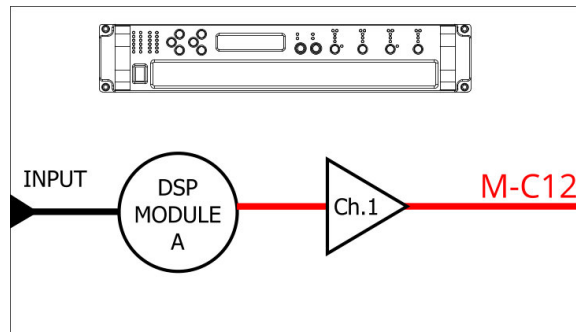 INPUT
DSP
MODULE
A
Ch.1
M-C12